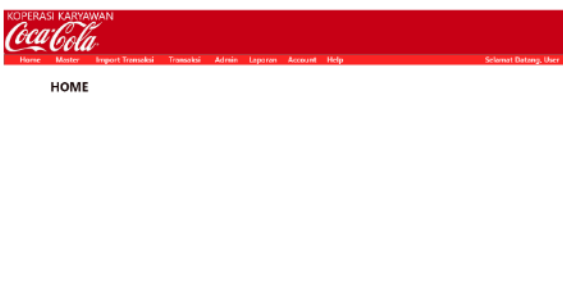 KOPERASI KARYAWAN
Coca-Cola
Home Master Import Transaksi Transaksi Admin Laporan Account Help Selamat Datang, User
HOME